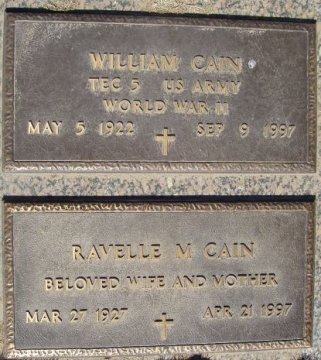 WILLIAM CAIN
TEC 5 US ARMY
WORLD WAR II
MAY 5 1922 SEP 9 1997
RAVELLE M CAIN
BELOVED WIFE AND MOTHER
MAR 27 1927 APR 21 1997